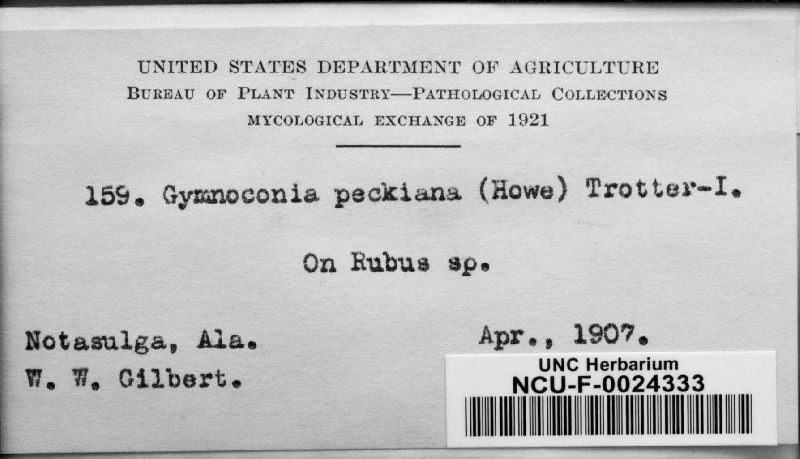 UNITED STATES DEPARTMENT OF AGRICULTURE
BUREAU OF PLANT INDUSTRY—PATHOLOGICAL COLLECTIONS
MYCOLOGICAL EXCHANGE OF 1921
159. Gymnoconia peckiana (Howe) Trotter-I.
On Rubus sp.
Notasulga, Ala.
Apr., 1907.
W. W. Gilbert.
UNC Herbarium
NCU-F-0024333